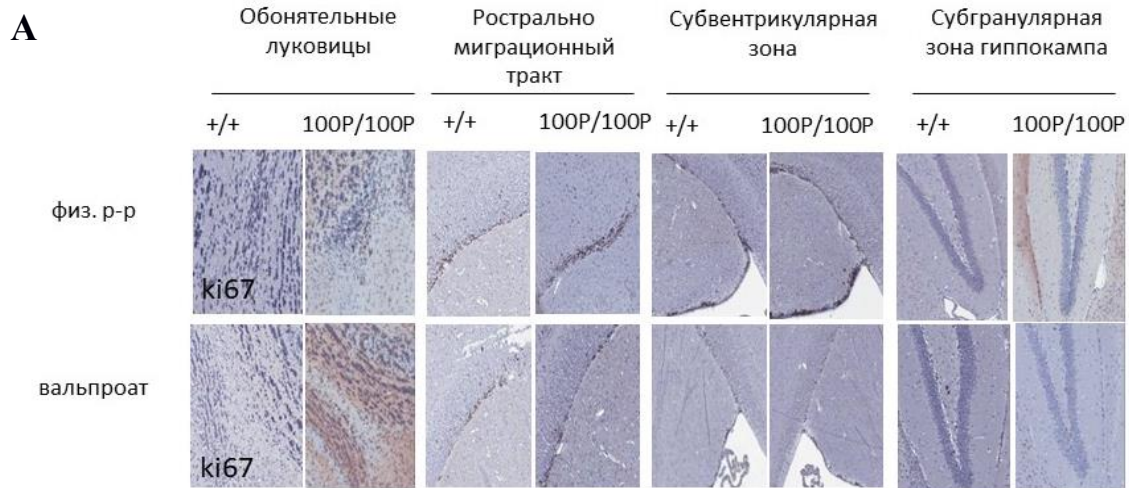 A
Обонятельные
луковицы
Рострально
миграционный
тракт
Субвентрикулярная
зона
Субгранулярная
зона гиппокампа
+/+ 100P/100P +/+ 100P/100P +/+ 100P/100P +/+ 100P/100P
физ. р-р
ki67
вальпроат
ki67